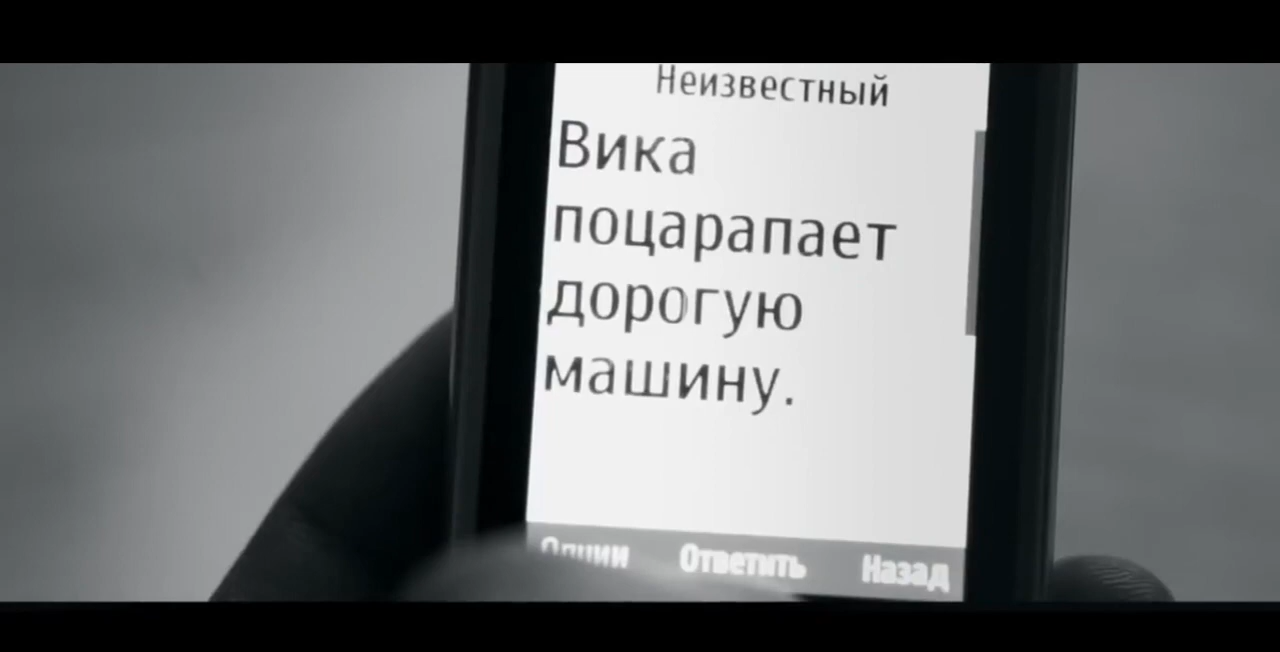 Неизвестный
Вика
поцарапает
дорогую
машину.
Опции Ответить Назад